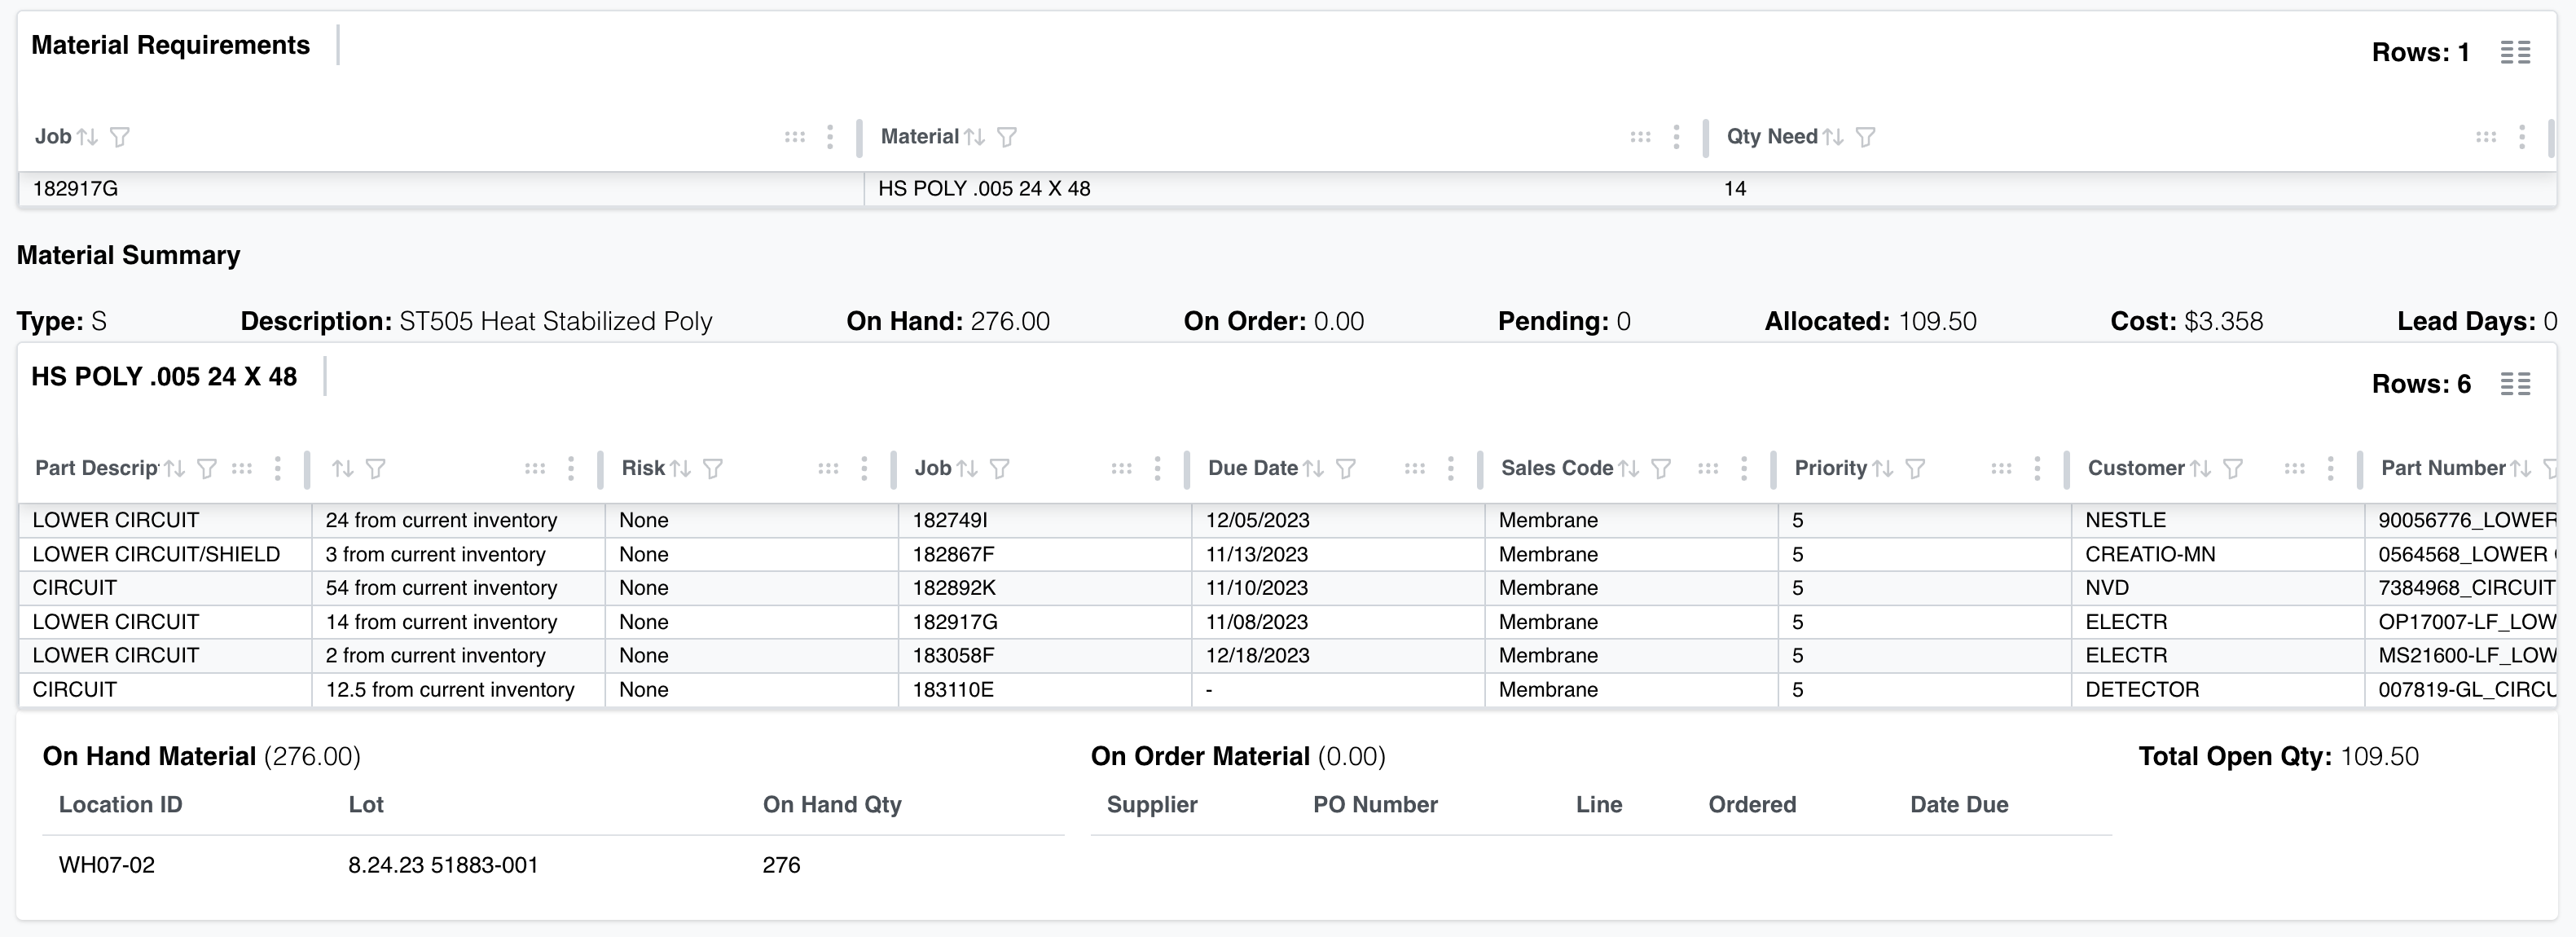 Material Requirements
Rows: 1
Job Material Qty Need
182917G HS POLY .005 24 X 48 14
Material Summary
Type: S Description: ST505 Heat Stabilized Poly On Hand: 276.00 On Order: 0.00 Pending: 0 Allocated: 109.50 Cost: $3.358 Lead Days: 0
HS POLY .005 24 X 48
Rows: 6
Part Descrip Risk Job Due Date Sales Code Priority Customer Part Number
LOWER CIRCUIT 24 from current inventory None 182749I 12/05/2023 Membrane 5 NESTLE 90056776_LOWER
LOWER CIRCUIT/SHIELD 3 from current inventory None 182867F 11/13/2023 Membrane 5 CREATIO-MN 0564568_LOWER
CIRCUIT 54 from current inventory None 182892K 11/10/2023 Membrane 5 NVD 7384968_CIRCUIT
LOWER CIRCUIT 14 from current inventory None 182917G 11/08/2023 Membrane 5 ELECTR OP17007-LF_LOW
LOWER CIRCUIT 2 from current inventory None 183058F 12/18/2023 Membrane 5 ELECTR MS21600-LF_LOW
CIRCUIT 12.5 from current inventory None 183110E - Membrane 5 DETECTOR 007819-GL_CIRCU
On Hand Material (276.00) On Order Material (0.00) Total Open Qty: 109.50
Location ID Lot On Hand Qty Supplier PO Number Line Ordered Date Due
WH07-02 8.24.23 51883-001 276